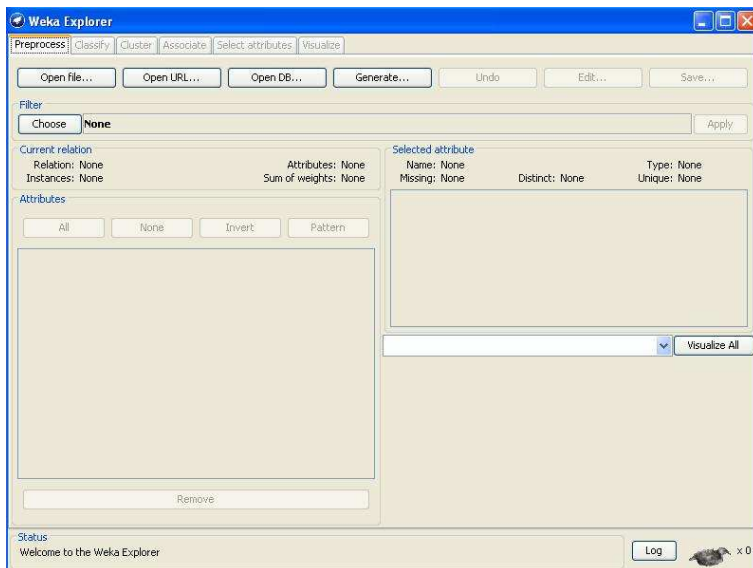 Weka Explorer
Preprocess Classify Cluster Associate Select attributes Visualize
Open file... Open URL... Open DB... Generate... Undo Edit... Save...
Filter
Choose None Apply
Current relation
Relation: None Attributes: None
Instances: None Sum of weights: None
Selected attribute
Name: None Type: None
Missing: None Distinct: None Unique: None
Attributes
All None Invert Pattern
Visualize All
Remove
Status
Welcome to the Weka Explorer
Log x 0